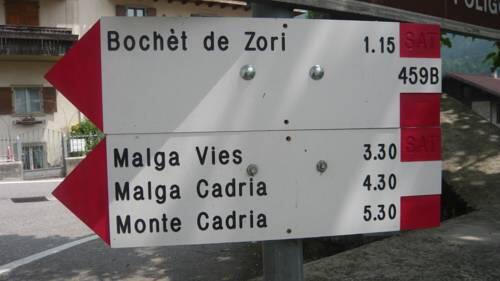 Bochèt de Zori 1.15 SAT
459B
Malga Vies 3.30 SAT
Malga Cadria 4.30
Monte Cadria 5.30